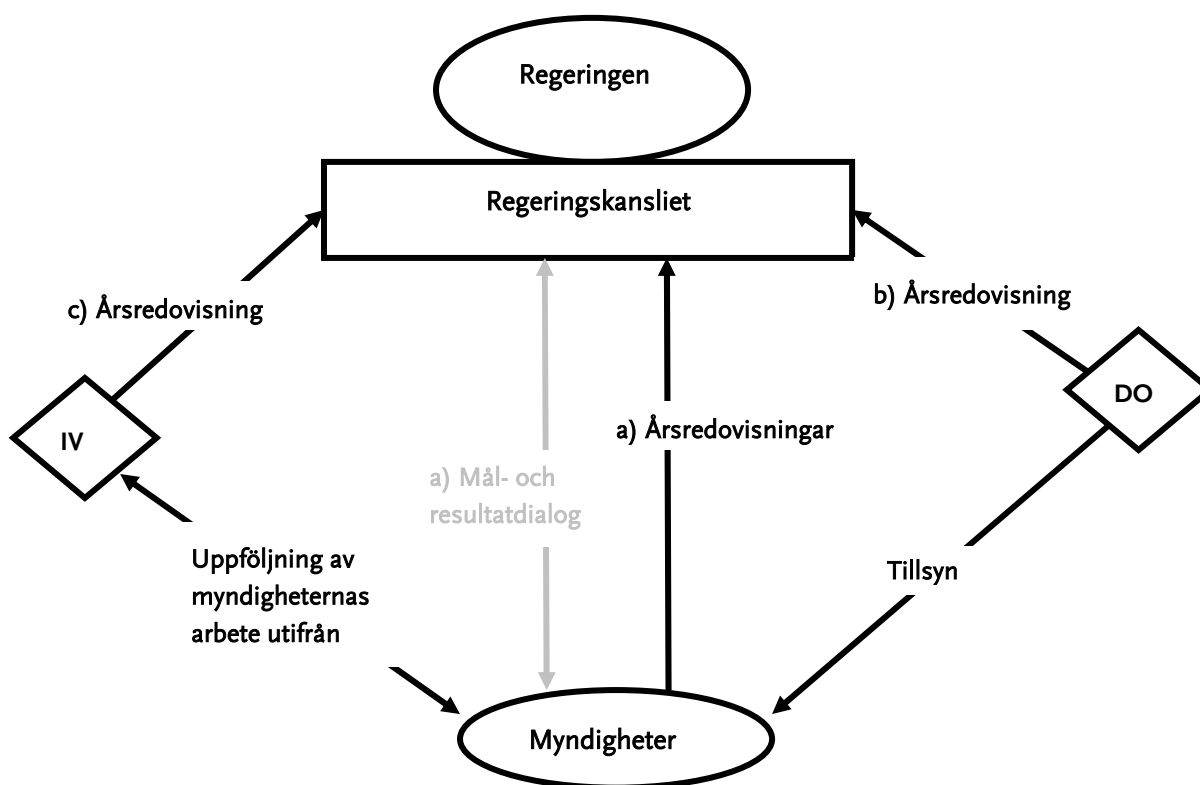 Regeringen
Regeringskansliet
c) Årsredovisning
b) Årsredovisning
IV
DO
a) Årsredovisningar
a) Mål- och
resultatdialog
Uppföljning av
myndigheternas
arbete utifrån
Tillsyn
Myndigheter